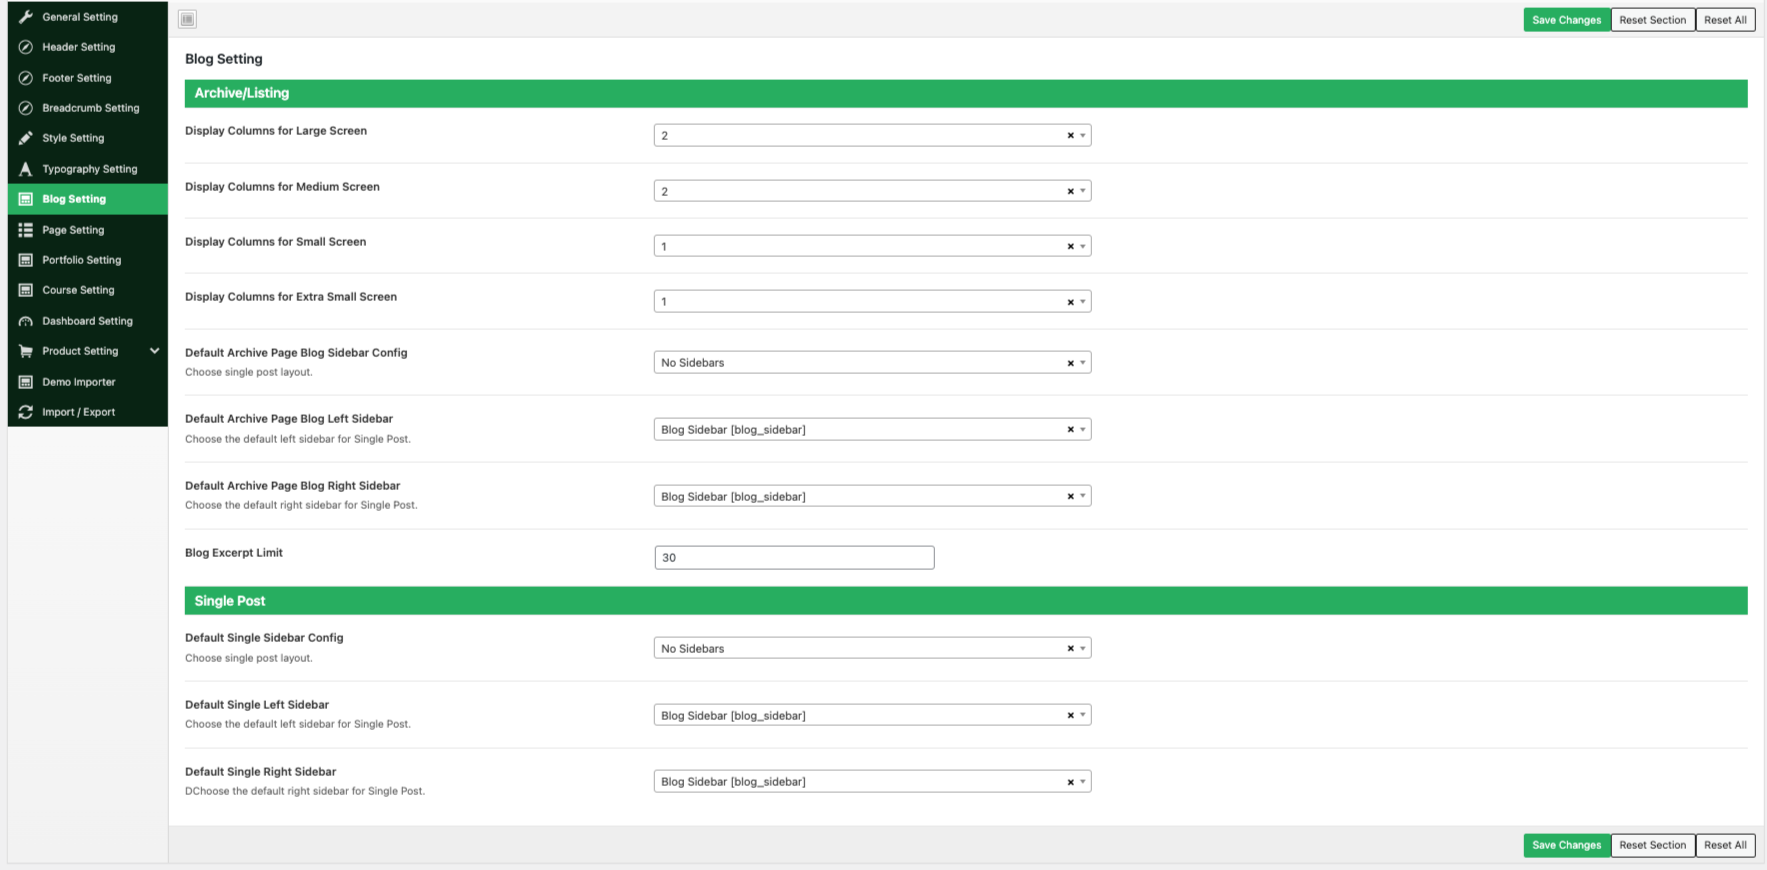 General Setting
Header Setting
Footer Setting
Breadcrumb Setting
Style Setting
Typography Setting
Blog Setting
Page Setting
Portfolio Setting
Course Setting
Dashboard Setting
Product Setting
Demo Importer
Import / Export
Save Changes Reset Section Reset All
Blog Setting
Archive/Listing
Display Columns for Large Screen
2
Display Columns for Medium Screen
2
Display Columns for Small Screen
1
Display Columns for Extra Small Screen
1
Default Archive Page Blog Sidebar Config
Choose single post layout.
No Sidebars
Default Archive Page Blog Left Sidebar
Choose the default left sidebar for Single Post.
Blog Sidebar [blog_sidebar]
Default Archive Page Blog Right Sidebar
Choose the default right sidebar for Single Post.
Blog Sidebar [blog_sidebar]
Blog Excerpt Limit
30
Single Post
Default Single Sidebar Config
Choose single post layout.
No Sidebars
Default Single Left Sidebar
Choose the default left sidebar for Single Post.
Blog Sidebar [blog_sidebar]
Default Single Right Sidebar
DChoose the default right sidebar for Single Post.
Blog Sidebar [blog_sidebar]
Save Changes Reset Section Reset All